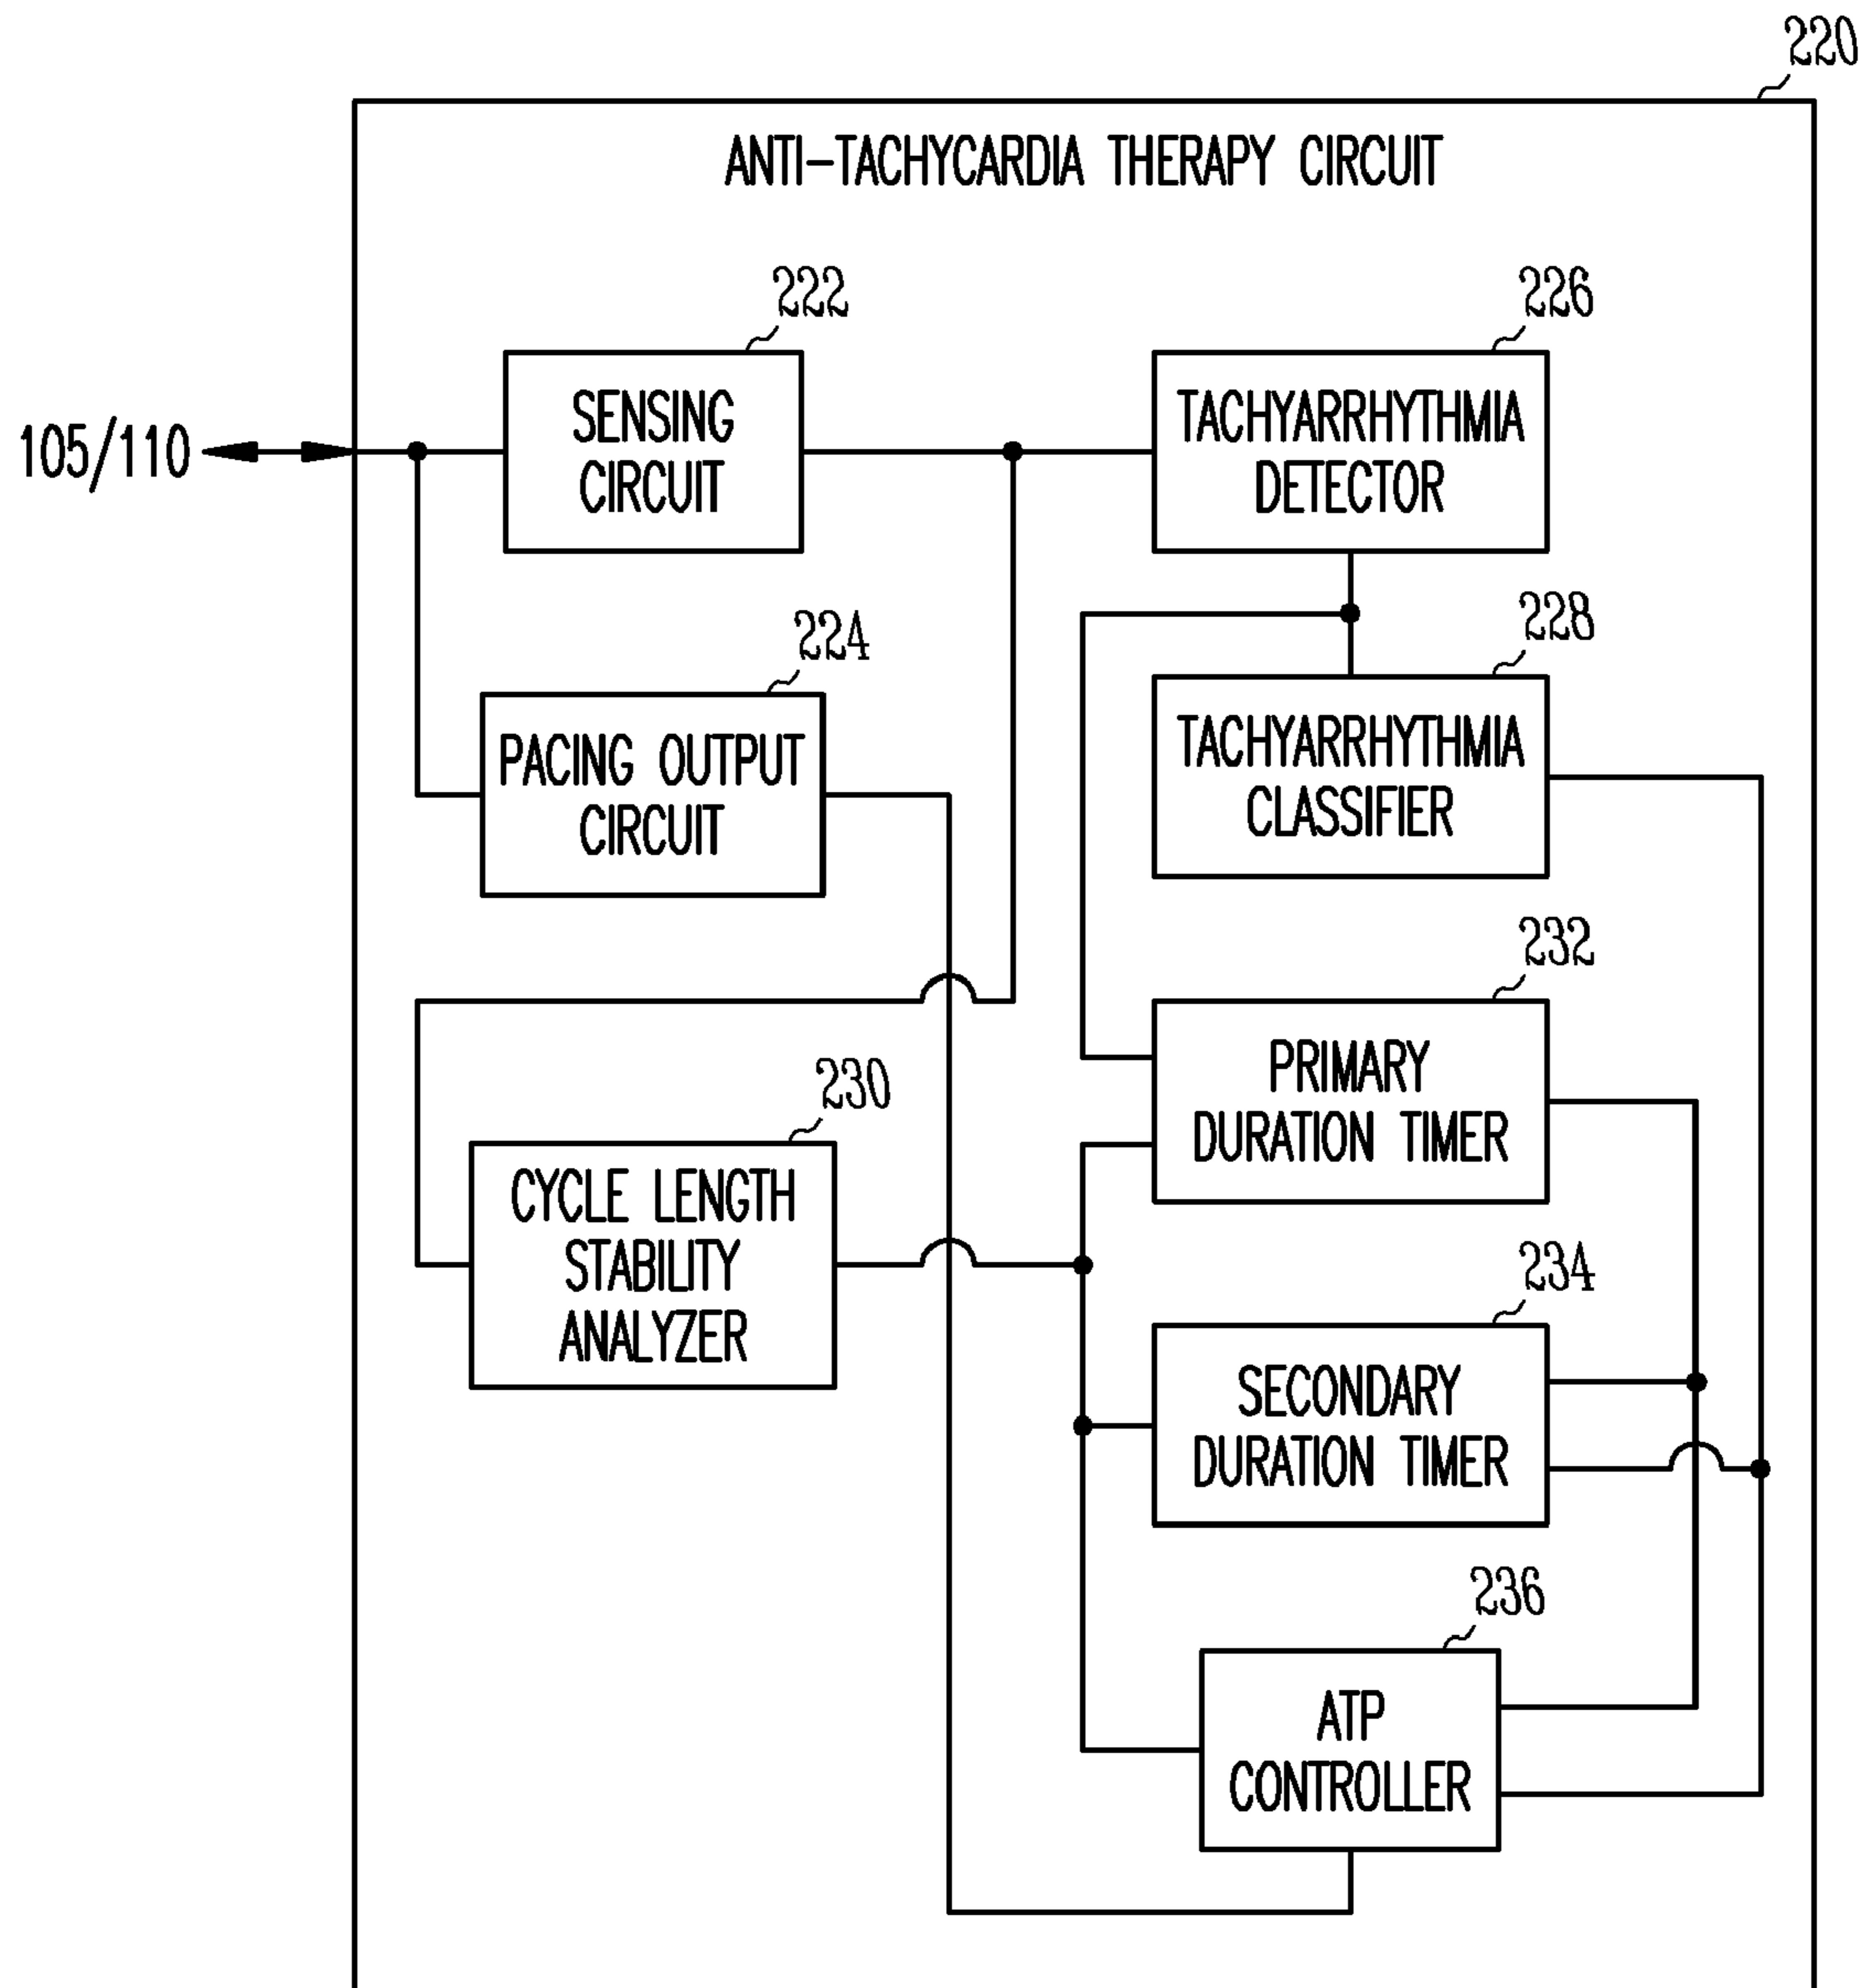 220
ANTI-TACHYCARDIA THERAPY CIRCUIT
222
226
105/110
SENSING
CIRCUIT
TACHYARRHYTHMIA
DETECTOR
224
228
PACING OUTPUT
CIRCUIT
TACHYARRHYTHMIA
CLASSIFIER
232
PRIMARY
DURATION TIMER
230
CYCLE LENGTH
STABILITY
ANALYZER
234
SECONDARY
DURATION TIMER
236
ATP
CONTROLLER